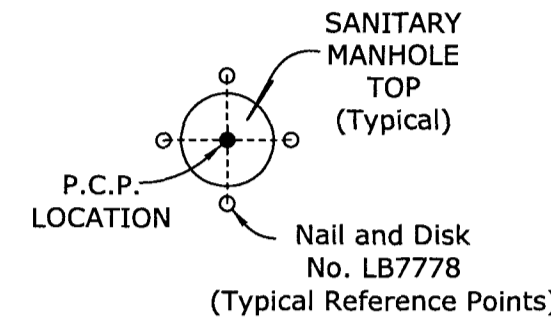 SANITARY
MANHOLE
TOP
(Typical)
P.C.P.
LOCATION
Nail and Disk
No. LB7778
(Typical Reference Points)